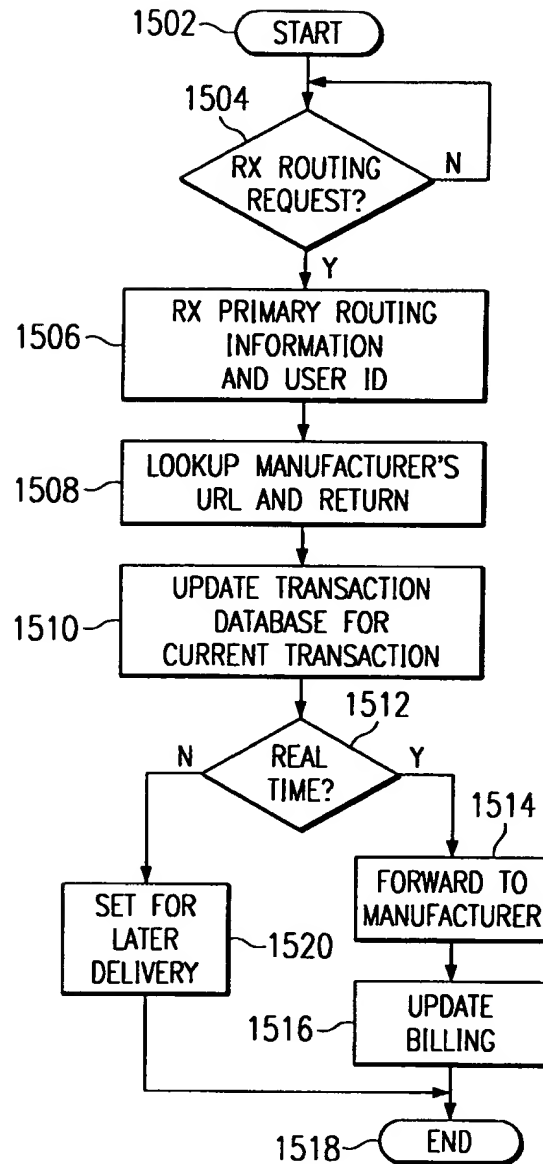 1502
START
1504
RX ROUTING
REQUEST?
N
Y
1506
RX PRIMARY ROUTING
INFORMATION
AND USER ID
1508
LOOKUP MANUFACTURER'S
URL AND RETURN
1510
UPDATE TRANSACTION
DATABASE FOR
CURRENT TRANSACTION
1512
N
REAL
TIME?
Y
1514
FORWARD TO
MANUFACTURER
SET FOR
LATER
DELIVERY
1520
1516
UPDATE
BILLING
1518
END